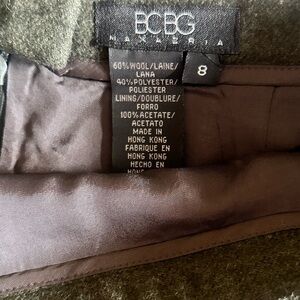 BCBG
MAXAZRIA
8
60%WOOL/LAINE/
LANA
40%POLYESTER/
POLIESTER
LINING/DOUBLURE/
FORRO
100%ACETATE/
ACETATO
MADE IN
HONG KONG
FABRIQUE EN
HONG KONG
HECHO EN
HONG